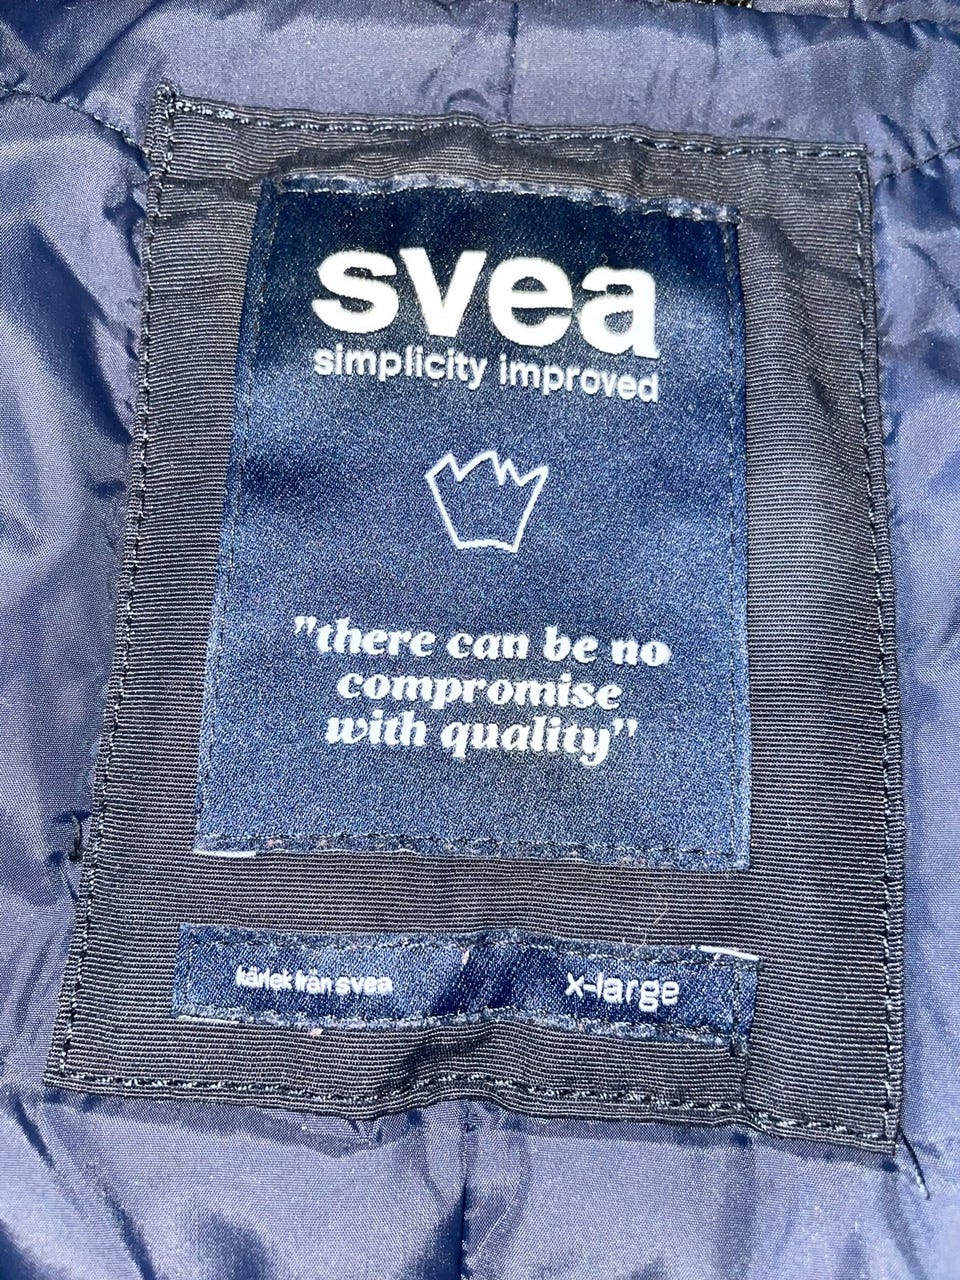 svea
simplicity improved
"there can be no
compromise
with quality"
kärlek från svea
x-large